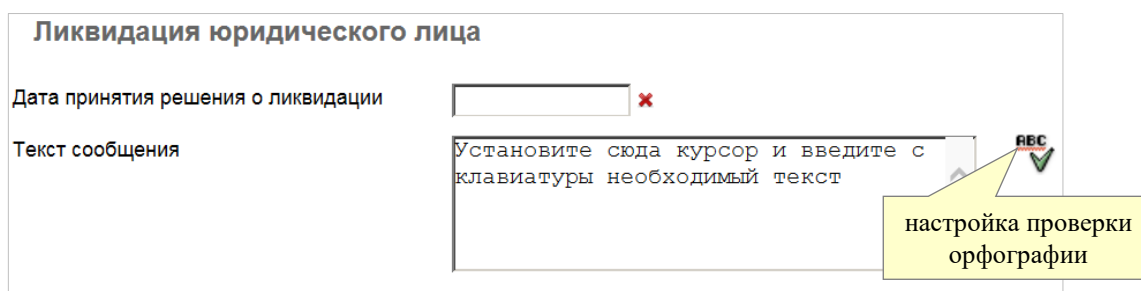 Ликвидация юридического лица
Дата принятия решения о ликвидации
Текст сообщения
Установите сюда курсор и введите с
клавиатуры необходимый текст
ABC
настройка проверки
орфографии